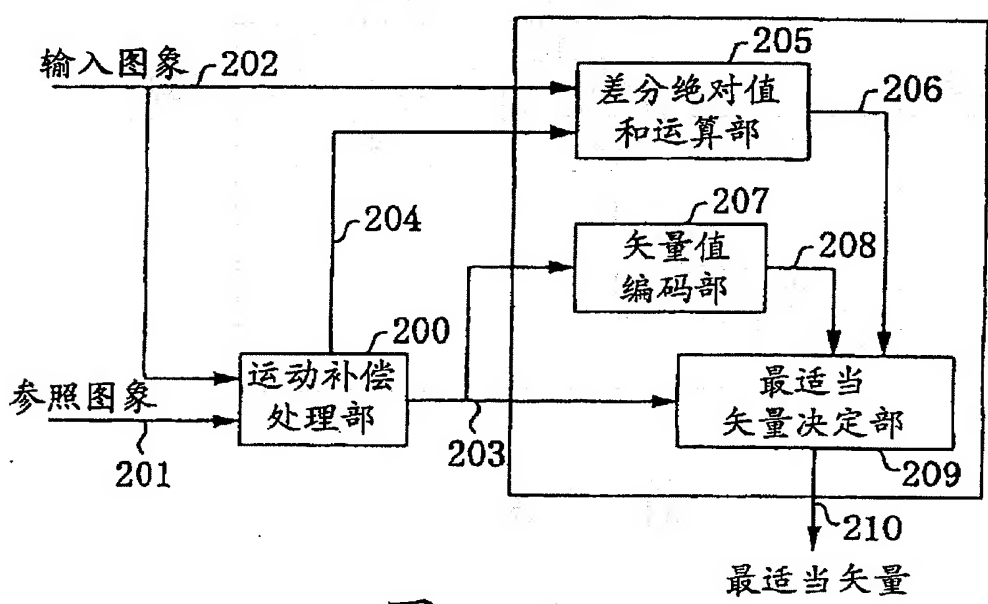 输入图象
202
205
差分绝对值
和运算部
206
204
207
矢量值
编码部
208
200
运动补偿
处理部
参照图象
201
203
最适当
矢量决定部
209
210
最适当矢量